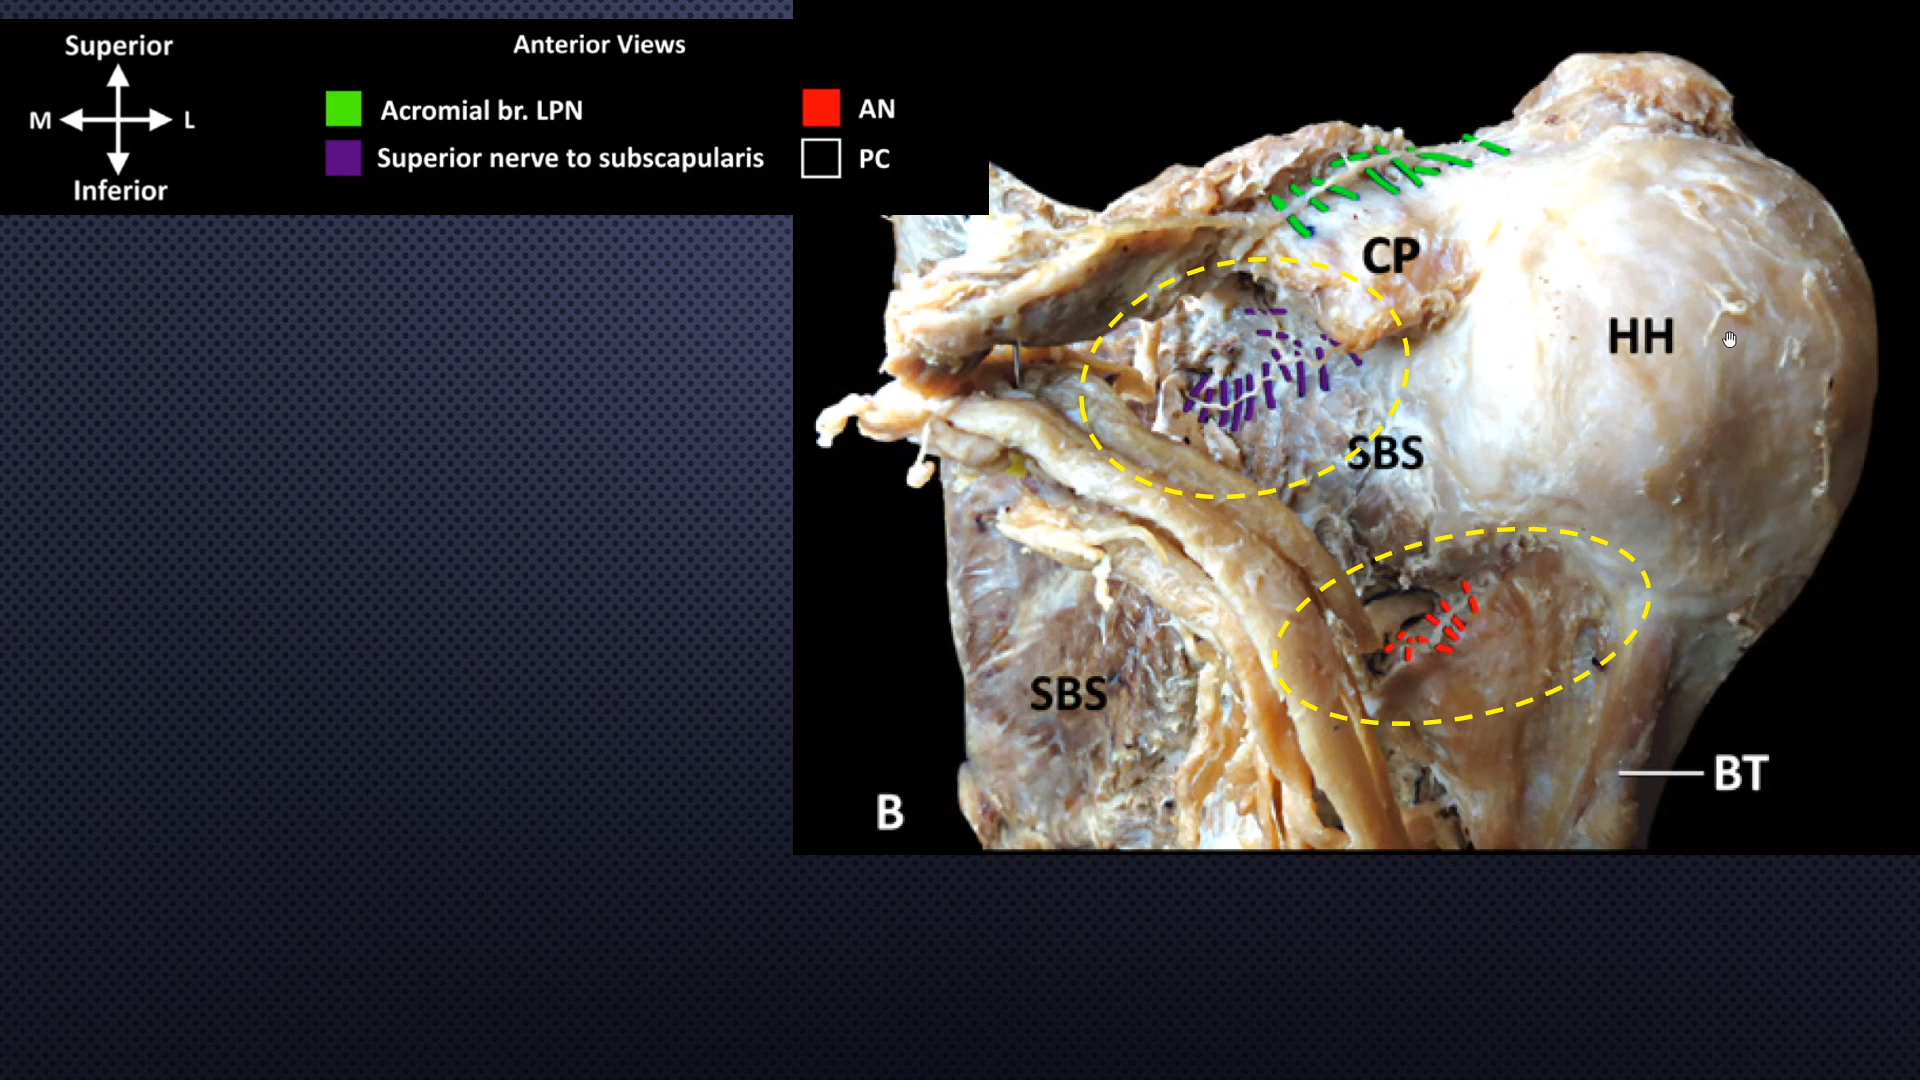 Superior
Anterior Views
M
L
Acromial br. LPN
AN
Superior nerve to subscapularis
PC
Inferior
CP
HH
SBS
SBS
BT
B